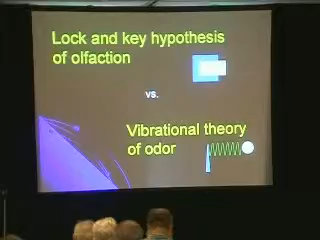 Lock and key hypothesis
of olfaction
vs.
Vibrational theory
of odor